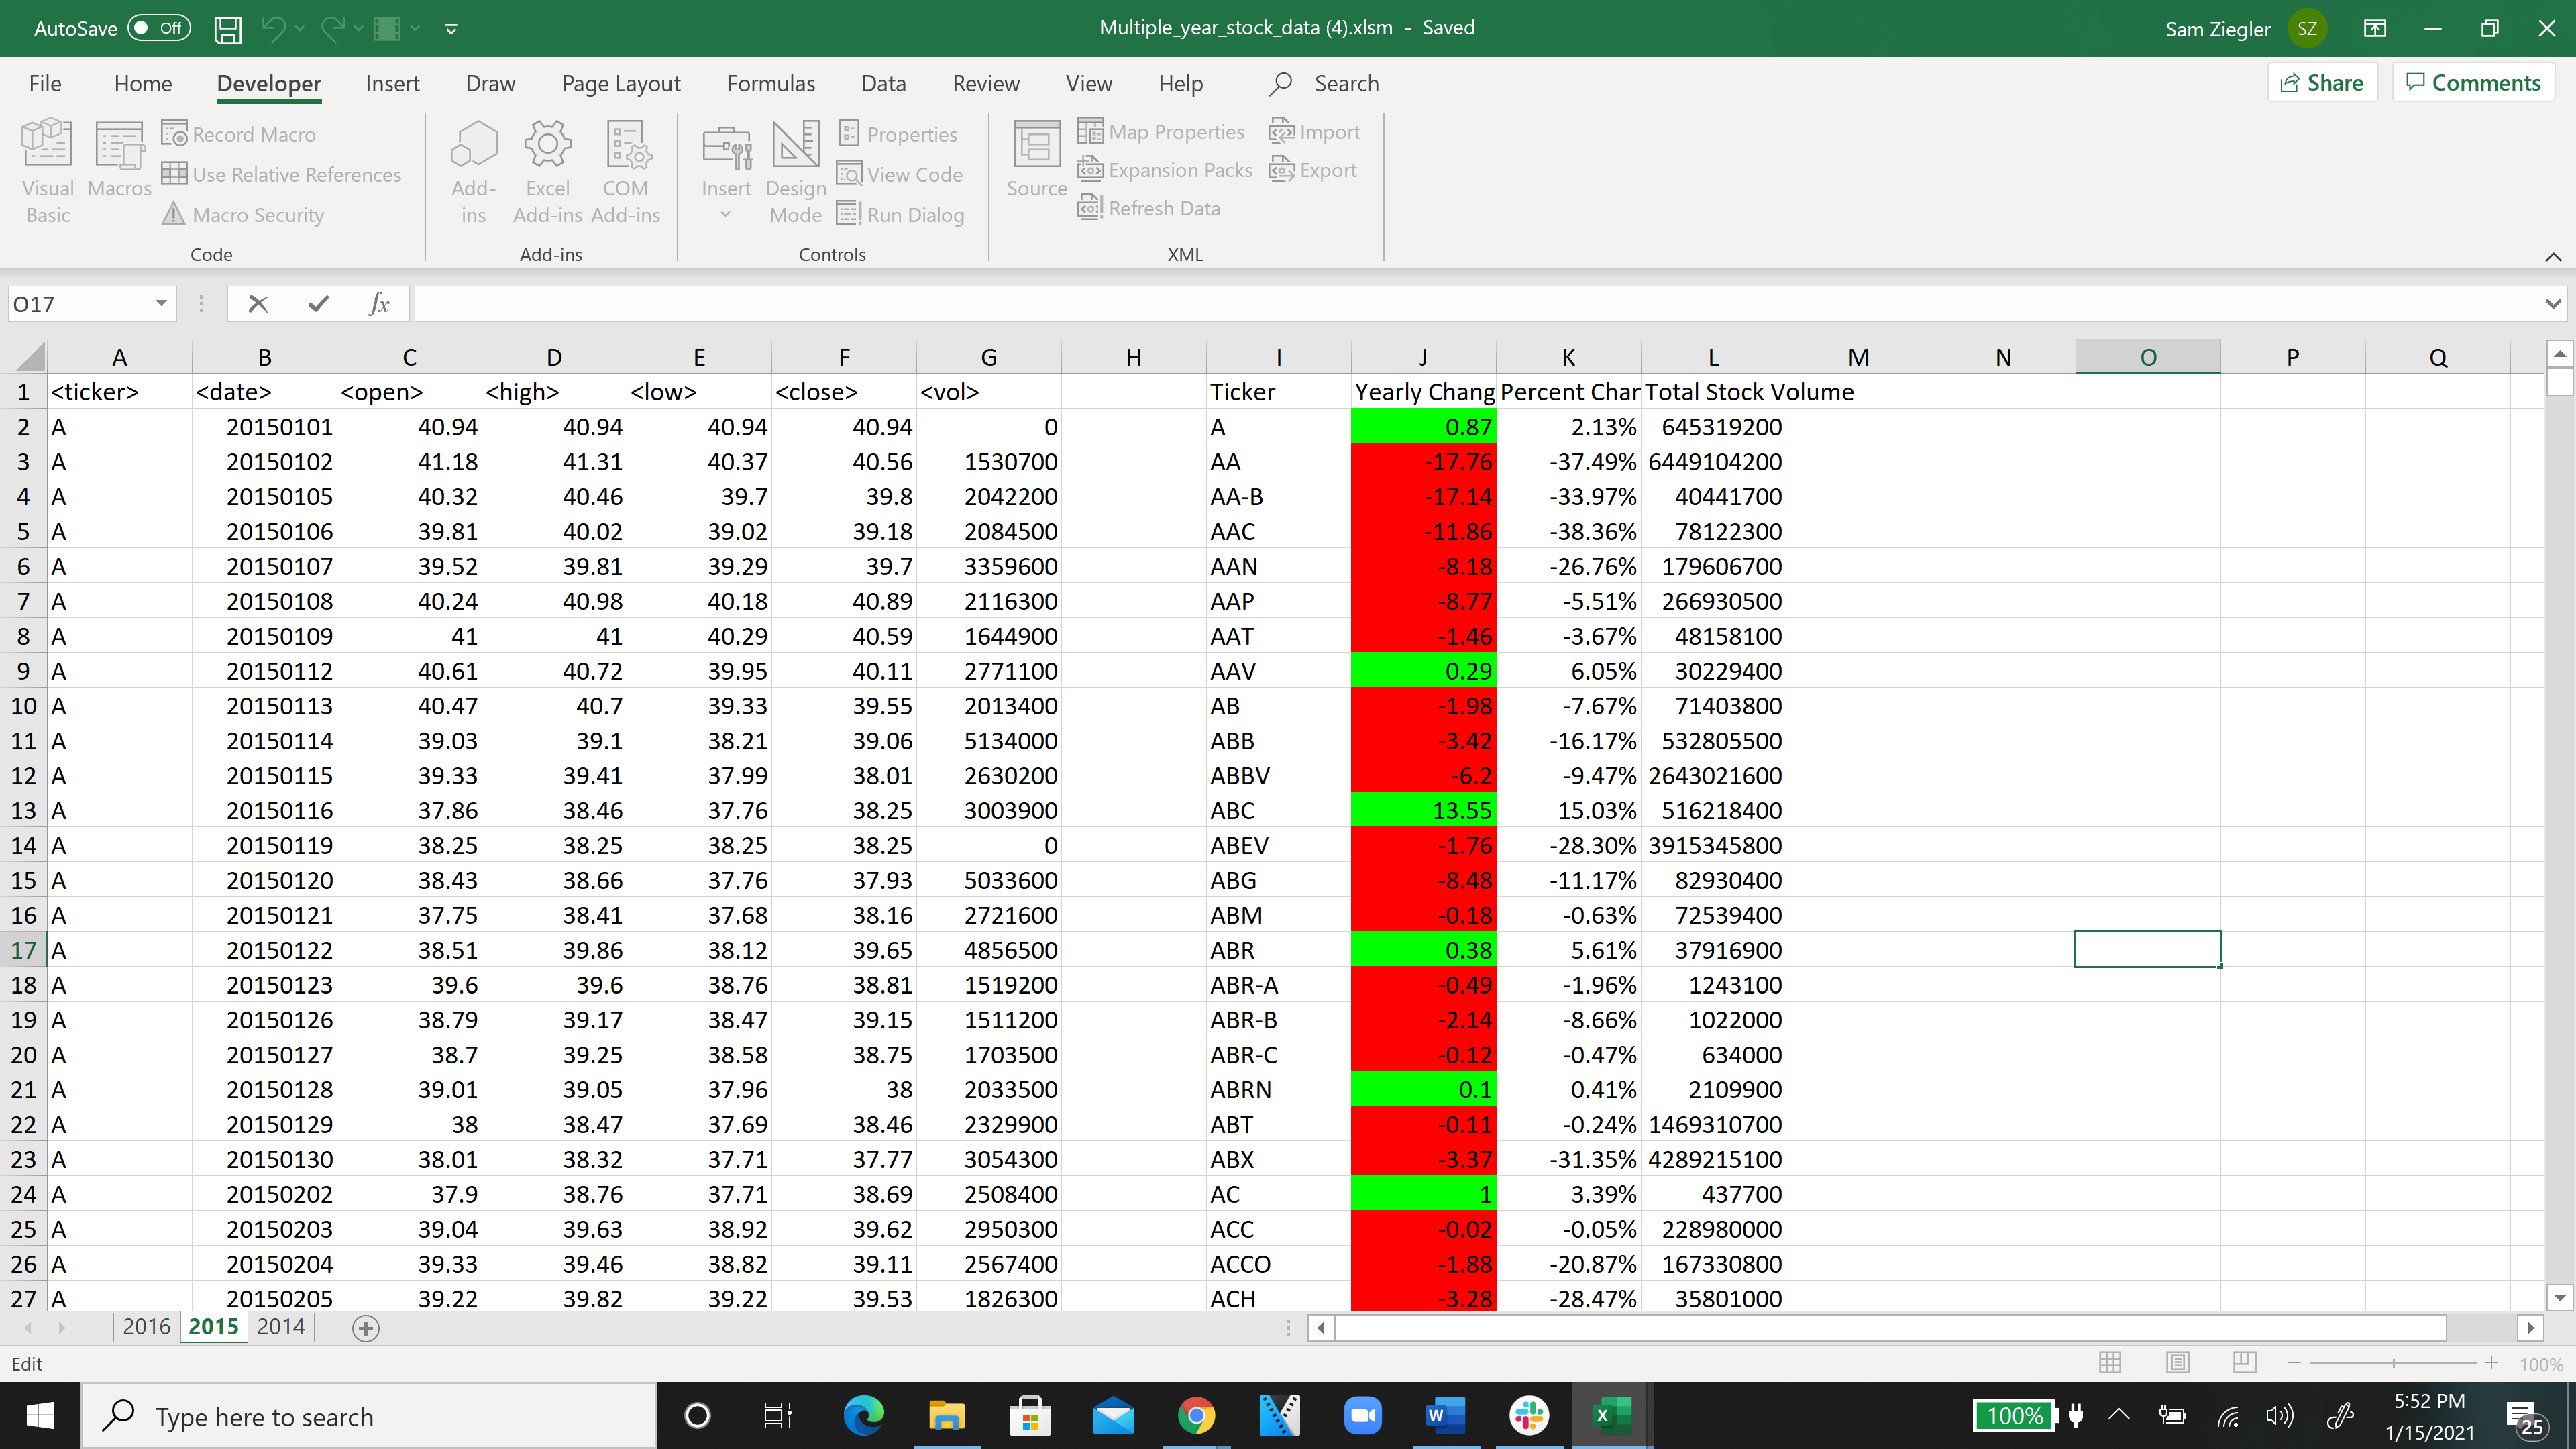 AutoSave Off Multiple_year_stock_data (4).xlsm - Saved Sam Ziegler SZ
File Home Developer Insert Draw Page Layout Formulas Data Review View Help Search Share Comments
Visual Basic Macros Record Macro Use Relative References Macro Security
Add-ins Excel Add-ins COM Add-ins
Insert Design Mode Properties View Code Run Dialog
Source Map Properties Expansion Packs Refresh Data Import Export
Code Add-ins Controls XML
O17 fx
A B C D E F G H I J K L M N O P Q
1 <ticker> <date> <open> <high> <low> <close> <vol> Ticker Yearly Chang Percent Char Total Stock Volume
2 A 20150101 40.94 40.94 40.94 40.94 0 A 0.87 2.13% 645319200
3 A 20150102 41.18 41.31 40.37 40.56 1530700 AA -17.76 -37.49% 6449104200
4 A 20150105 40.32 40.46 39.7 39.8 2042200 AA-B -17.14 -33.97% 40441700
5 A 20150106 39.81 40.02 39.02 39.18 2084500 AAC -11.86 -38.36% 78122300
6 A 20150107 39.52 39.81 39.29 39.7 3359600 AAN -8.18 -26.76% 179606700
7 A 20150108 40.24 40.98 40.18 40.89 2116300 AAP -8.77 -5.51% 266930500
8 A 20150109 41 41 40.29 40.59 1644900 AAT -1.46 -3.67% 48158100
9 A 20150112 40.61 40.72 39.95 40.11 2771100 AAV 0.29 6.05% 30229400
10 A 20150113 40.47 40.7 39.33 39.55 2013400 AB -1.98 -7.67% 71403800
11 A 20150114 39.03 39.1 38.21 39.06 5134000 ABB -3.42 -16.17% 532805500
12 A 20150115 39.33 39.41 37.99 38.01 2630200 ABBV -6.2 -9.47% 2643021600
13 A 20150116 37.86 38.46 37.76 38.25 3003900 ABC 13.55 15.03% 516218400
14 A 20150119 38.25 38.25 38.25 38.25 0 ABEV -1.76 -28.30% 3915345800
15 A 20150120 38.43 38.66 37.76 37.93 5033600 ABG -8.48 -11.17% 82930400
16 A 20150121 37.75 38.41 37.68 38.16 2721600 ABM -0.18 -0.63% 72539400
17 A 20150122 38.51 39.86 38.12 39.65 4856500 ABR 0.38 5.61% 37916900
18 A 20150123 39.6 39.6 38.76 38.81 1519200 ABR-A -0.49 -1.96% 1243100
19 A 20150126 38.79 39.17 38.47 39.15 1511200 ABR-B -2.14 -8.66% 1022000
20 A 20150127 38.7 39.25 38.58 38.75 1703500 ABR-C -0.12 -0.47% 634000
21 A 20150128 39.01 39.05 37.96 38 2033500 ABRN 0.1 0.41% 2109900
22 A 20150129 38 38.47 37.69 38.46 2329900 ABT -0.11 -0.24% 1469310700
23 A 20150130 38.01 38.32 37.71 37.77 3054300 ABX -3.37 -31.35% 4289215100
24 A 20150202 37.9 38.76 37.71 38.69 2508400 AC 1 3.39% 437700
25 A 20150203 39.04 39.63 38.92 39.62 2950300 ACC -0.02 -0.05% 228980000
26 A 20150204 39.33 39.46 38.82 39.11 2567400 ACCO -1.88 -20.87% 167330800
27 A 20150205 39.22 39.82 39.22 39.53 1826300 ACH -3.28 -28.47% 35801000
2016 2015 2014
Edit 100%
Type here to search W X 100% 5:52 PM
1/15/2021 25